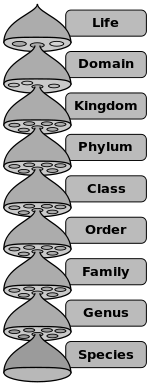 Life
Domain
Kingdom
Phylum
Class
Order
Family
Genus
Species